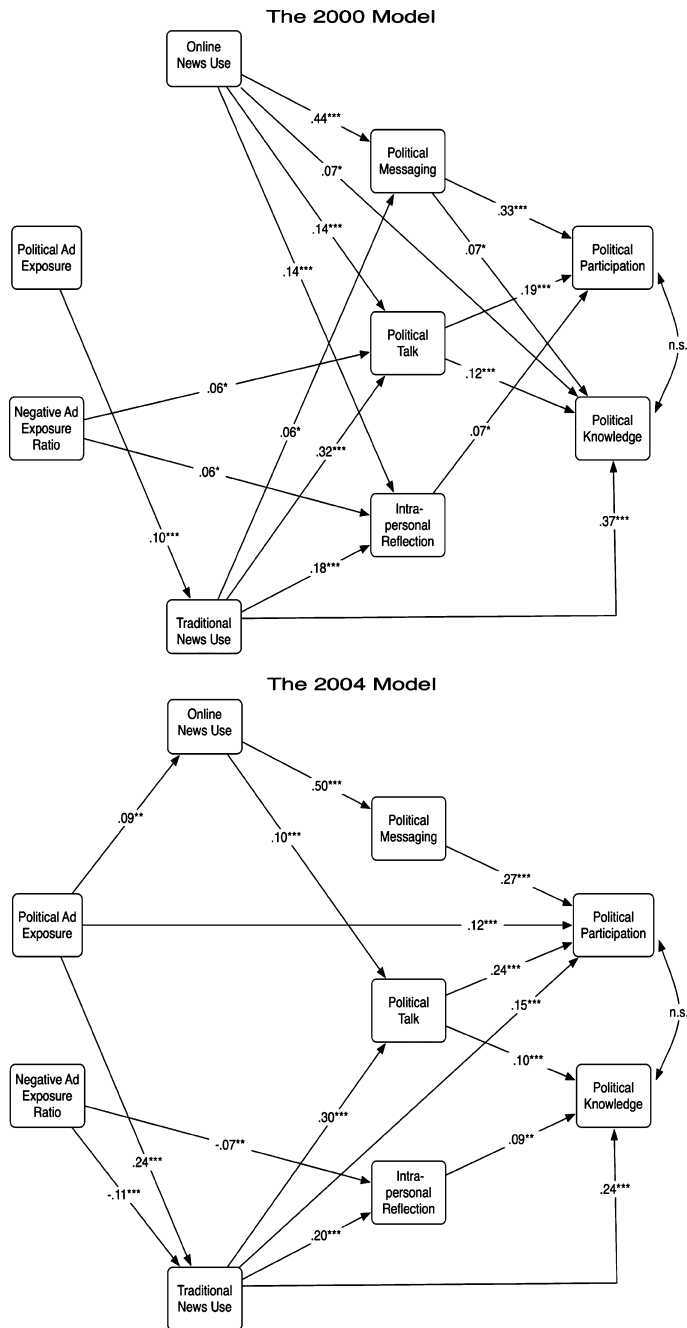 The 2000 Model
Online
News Use
.44***
Political
Messaging
.07*
.33***
.14***
Political Ad
Exposure
Political
Participation
.07*
.14***
.19***
Political
Talk
n.s.
.06*
.12***
Negative Ad
Exposure
Ratio
Political
Knowledge
.06*
.07*
.32***
.06*
Intra-
personal
Reflection
.37***
.10***
.18***
Traditional
News Use
The 2004 Model
Online
News Use
.50***
.09**
Political
Messaging
.10***
.27***
Political Ad
Exposure
.12***
Political
Participation
.24***
Political
Talk
.15***
n.s.
.10***
Negative Ad
Exposure
Ratio
Political
Knowledge
.30***
-.07**
.09**
.24***
-.11***
Intra-
personal
Reflection
.24***
.20***
Traditional
News Use